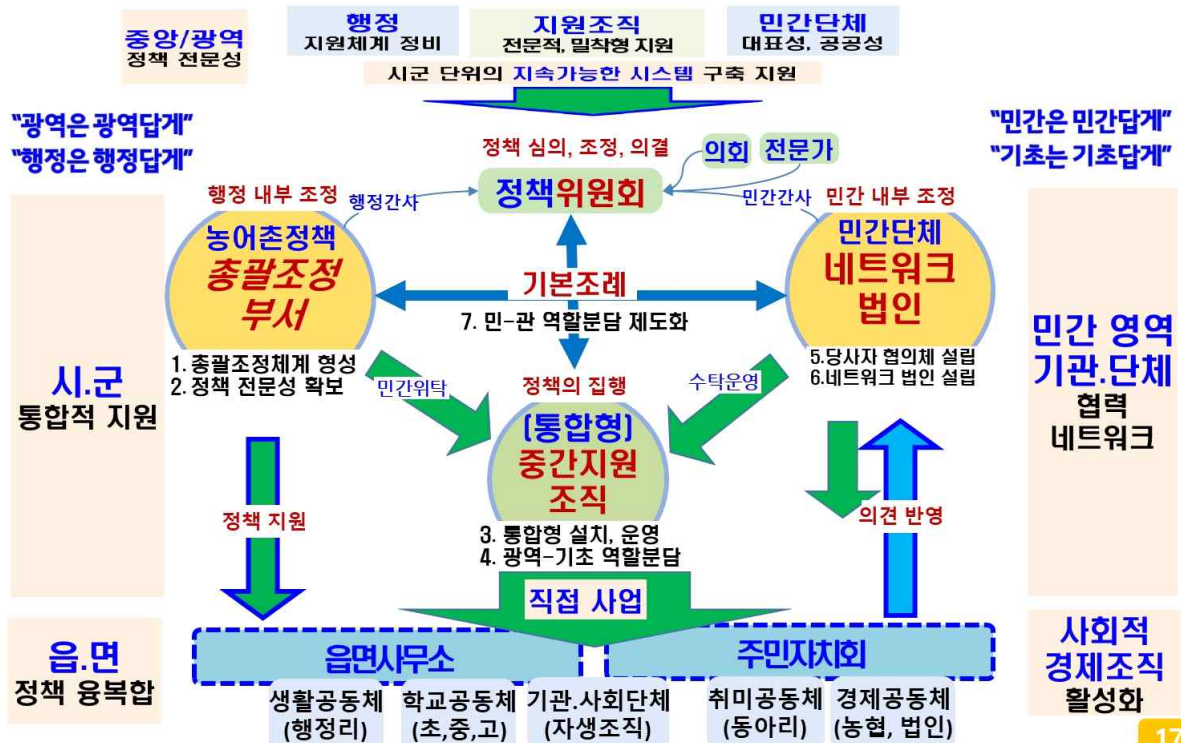 중앙/광역
정책 전문성
행정
지원체계 정비
지원조직
전문적, 밀착형 지원
민간단체
대표성, 공공성
시군 단위의 지속가능한 시스템 구축 지원
"광역은 광역답게"
"행정은 행정답게"
"민간은 민간답게"
"기초는 기초답게"
정책 심의, 조정, 의결
의회
전문가
정책위원회
행정 내부 조정
행정간사
민간간사
민간 내부 조정
농어촌정책
총괄조정
부서
민간단체
네트워크
법인
기본조례
7. 민-관 역할분담 제도화
1. 총괄조정체계 형성
2. 정책 전문성 확보
5.당사자 협의체 설립
6.네트워크 법인 설립
시.군
통합적 지원
민간 영역
기관.단체
협력
네트워크
민간위탁
정책의 집행
수탁운영
(통합형)
중간지원
조직
3. 통합형 설치, 운영
4. 광역-기초 역할분담
정책 지원
의견 반영
직접 사업
읍.면
정책 융복합
읍면사무소
주민자치회
사회적
경제조직
활성화
생활공동체
(행정리)
학교공동체
(초,중,고)
기관.사회단체
(자생조직)
취미공동체
(동아리)
경제공동체
(농협, 법인)
17